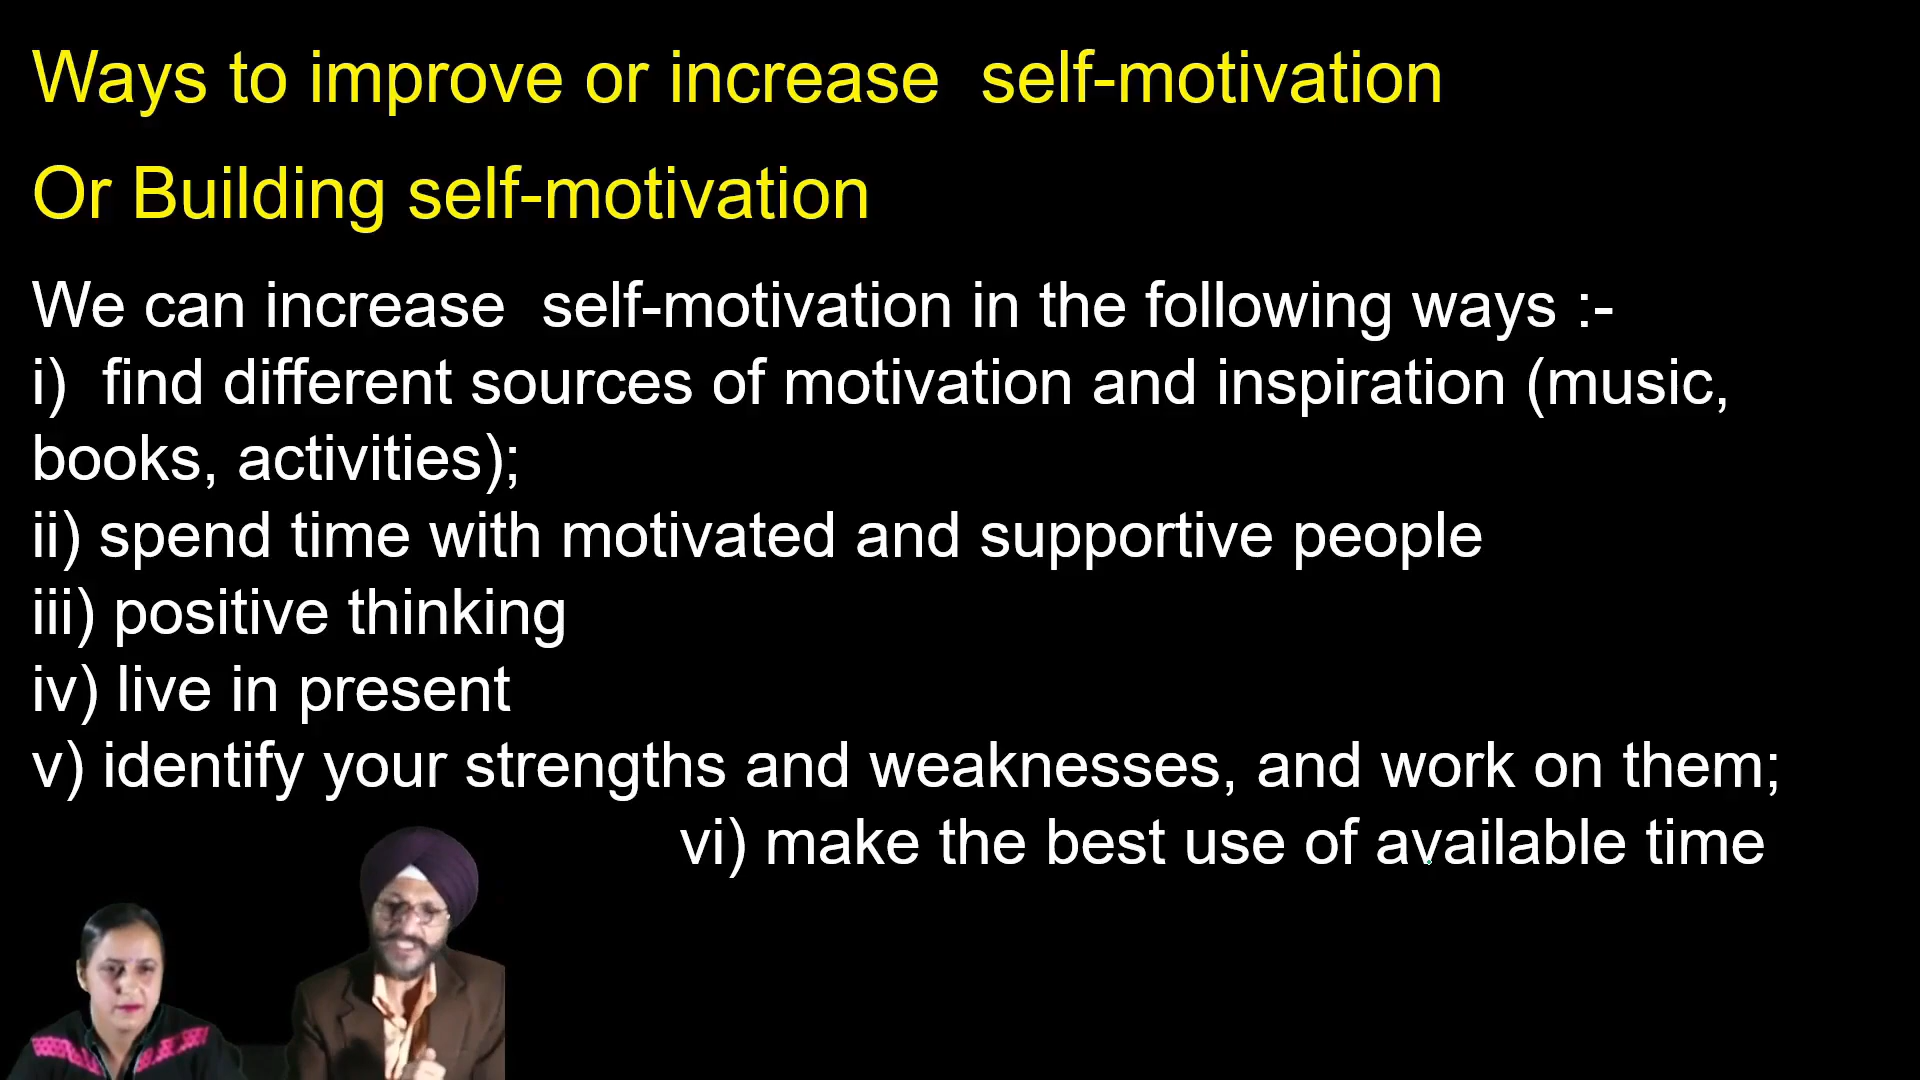 Ways to improve or increase  self-motivation
Or Building self-motivation
We can increase  self-motivation in the following ways :-
i)  find different sources of motivation and inspiration (music,
books, activities);
ii) spend time with motivated and supportive people
iii) positive thinking
iv) live in present
v) identify your strengths and weaknesses, and work on them;
vi) make the best use of available time